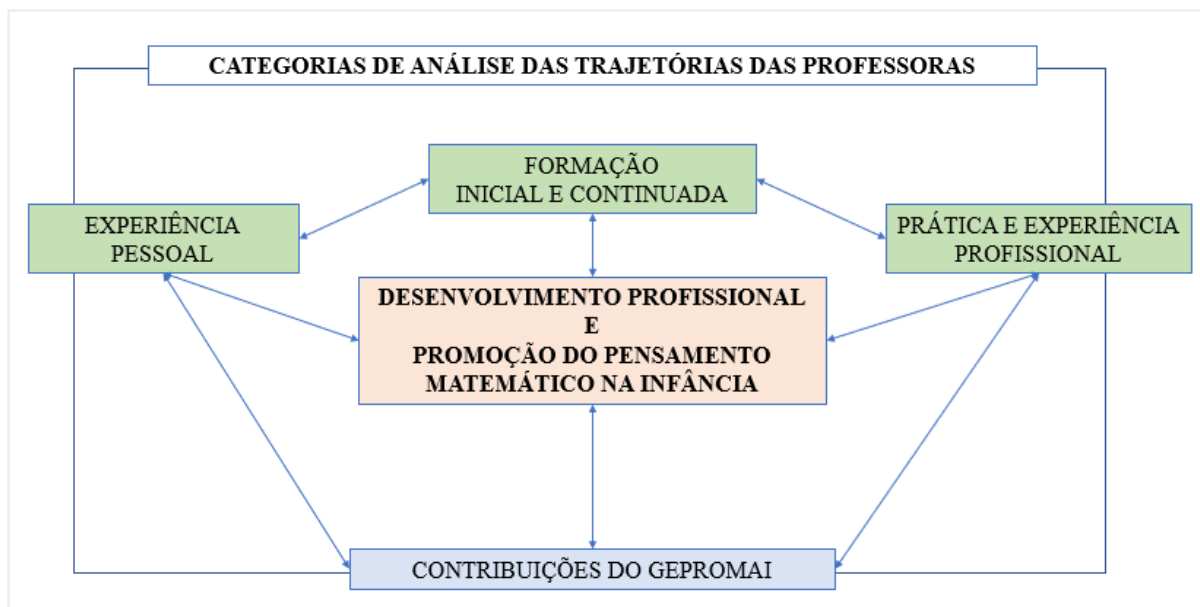 CATEGORIAS DE ANÁLISE DAS TRAJETÓRIAS DAS PROFESSORAS
FORMAÇÃO
INICIAL E CONTINUADA
EXPERIÊNCIA
PESSOAL
PRÁTICA E EXPERIÊNCIA
PROFISSIONAL
DESENVOLVIMENTO PROFISSIONAL
E
PROMOÇÃO DO PENSAMENTO
MATEMÁTICO NA INFÂNCIA
CONTRIBUIÇÕES DO GEPROMAI